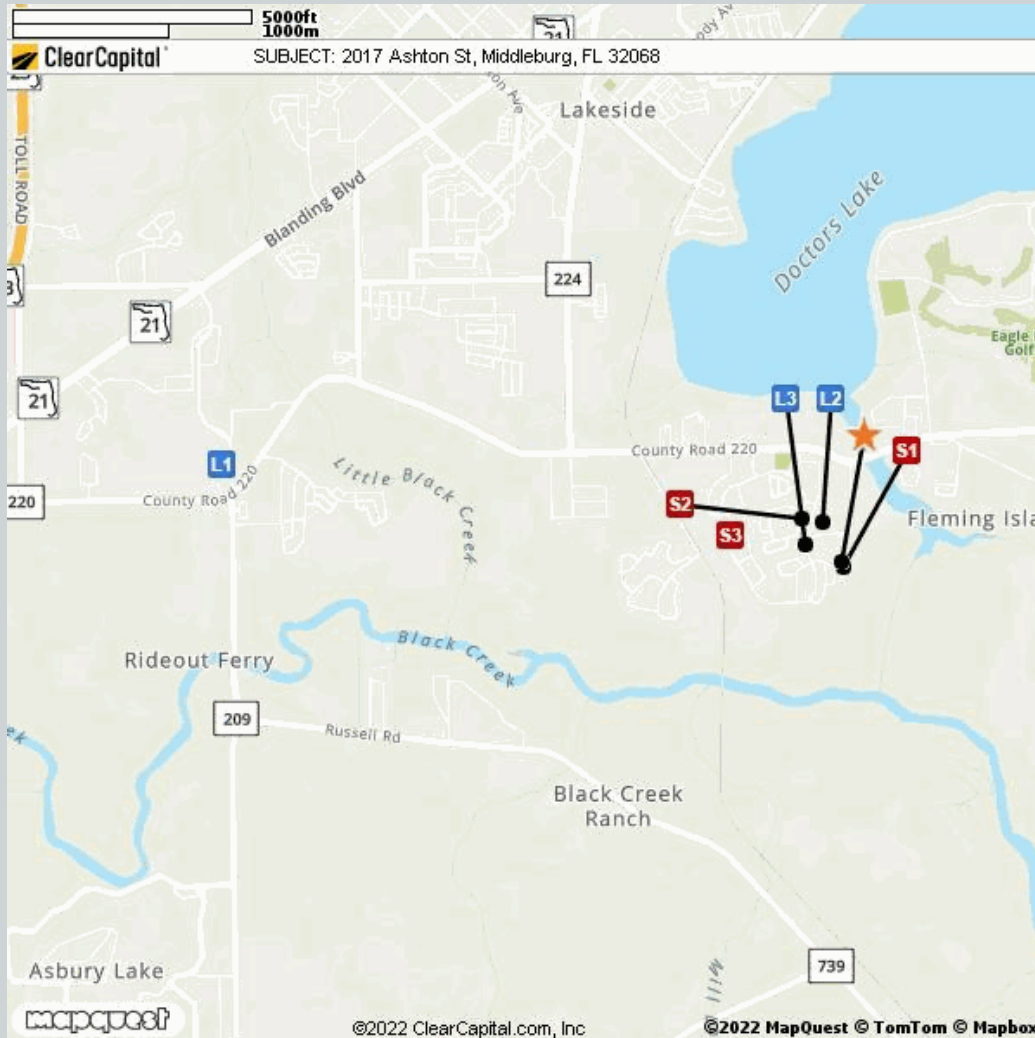 5000ft
1000m
21
ClearCapital
SUBJECT: 2017 Ashton St, Middleburg, FL 32068
Lakeside
TOLL ROAD
Blanding Blvd
Doctors Lake
224
21
Eagle
Golf
21
L3
L2
County Road 220
S1
L1
Little Black Creek
220
County Road 220
S2
Fleming Isla
S3
Black Creek
Rideout Ferry
209
Russell Rd
Black Creek
Ranch
Asbury Lake
739
Mill
mapquest
©2022 ClearCapital.com, Inc
©2022 MapQuest © TomTom © Mapbox